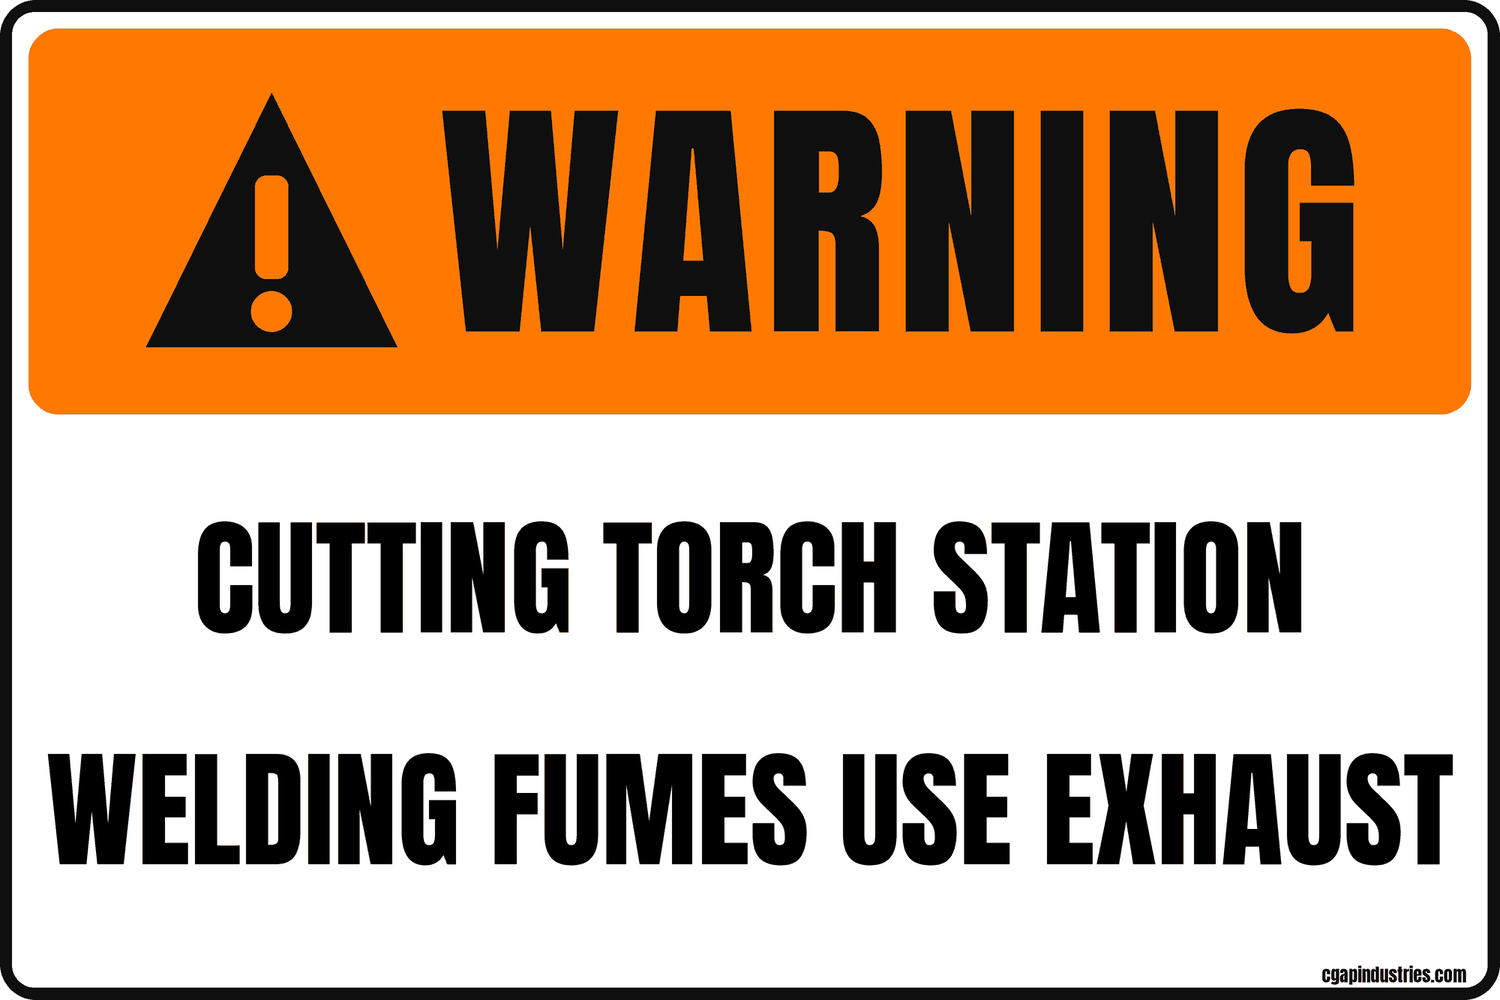 WARNING
CUTTING TORCH STATION
WELDING FUMES USE EXHAUST
cgapindustries.com